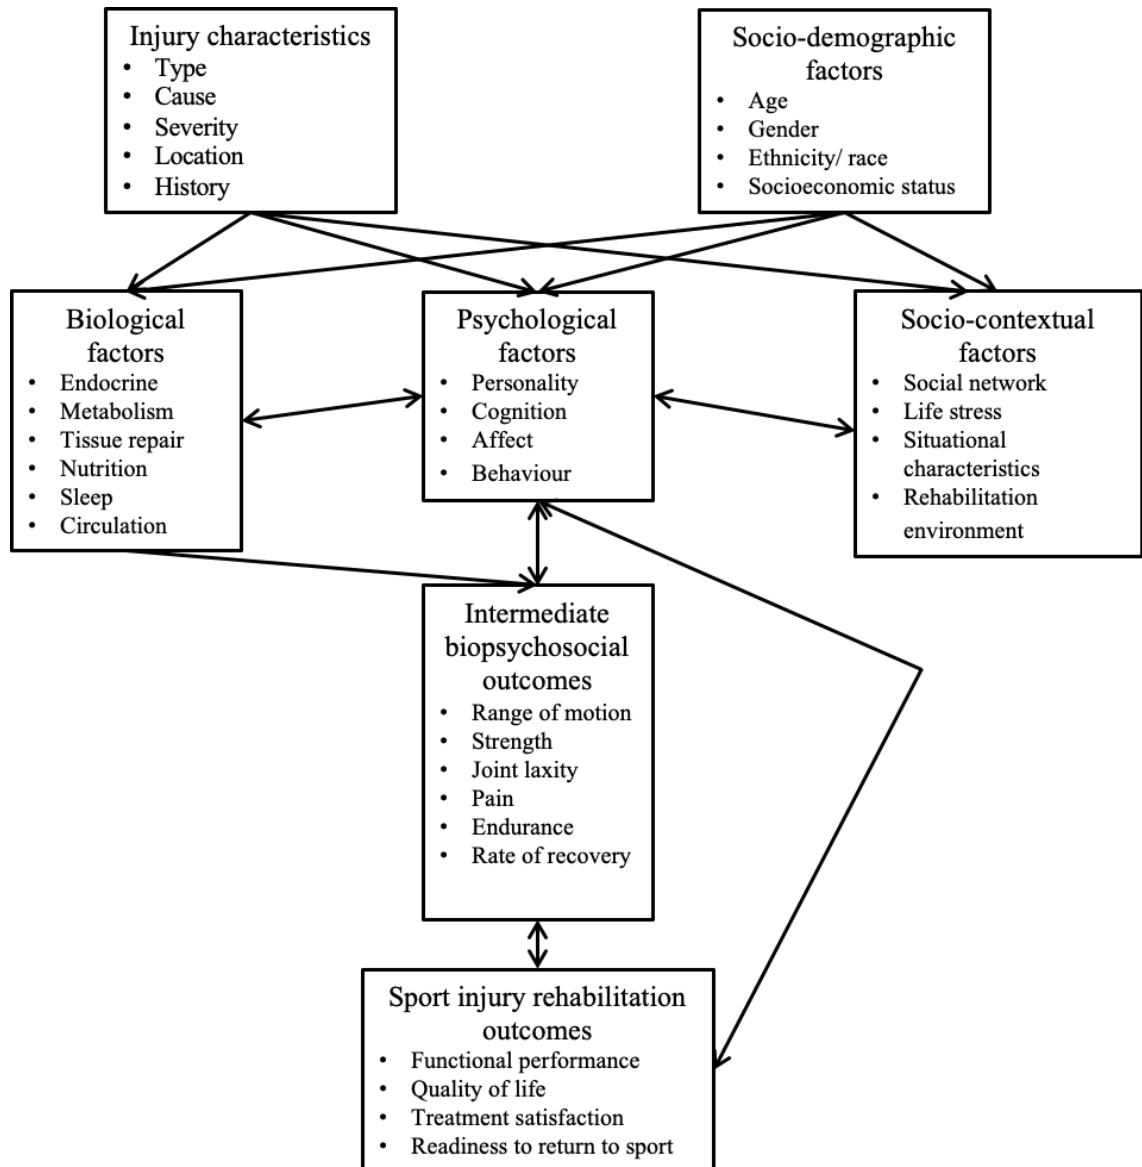 Injury characteristics
• Type
• Cause
• Severity
• Location
• History
Socio-demographic
factors
• Age
• Gender
• Ethnicity/ race
• Socioeconomic status
Biological
factors
• Endocrine
• Metabolism
• Tissue repair
• Nutrition
• Sleep
• Circulation
Psychological
factors
• Personality
• Cognition
• Affect
• Behaviour
Socio-contextual
factors
• Social network
• Life stress
• Situational
characteristics
• Rehabilitation
environment
Intermediate
biopsychosocial
outcomes
• Range of motion
• Strength
• Joint laxity
• Pain
• Endurance
• Rate of recovery
Sport injury rehabilitation
outcomes
• Functional performance
• Quality of life
• Treatment satisfaction
• Readiness to return to sport